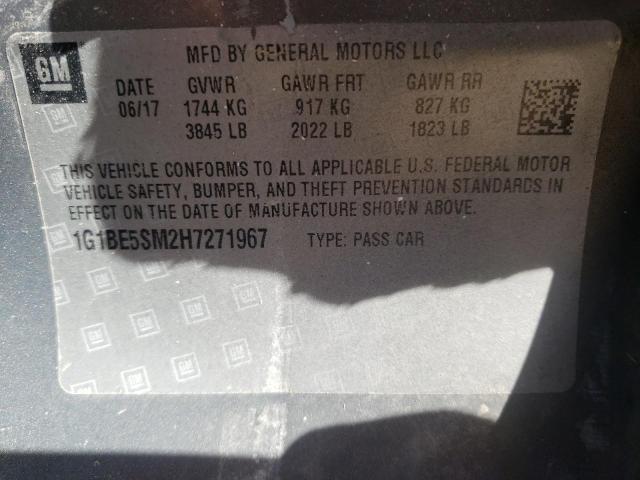 GM
MFD BY GENERAL MOTORS LLC
DATE GVWR GAWR FRT GAWR RR
06/17 1744 KG 917 KG 827 KG
3845 LB 2022 LB 1823 LB
THIS VEHICLE CONFORMS TO ALL APPLICABLE U.S. FEDERAL MOTOR
VEHICLE SAFETY, BUMPER, AND THEFT PREVENTION STANDARDS IN
EFFECT ON THE DATE OF MANUFACTURE SHOWN ABOVE.
1G1BE5SM2H7271967 TYPE: PASS CAR